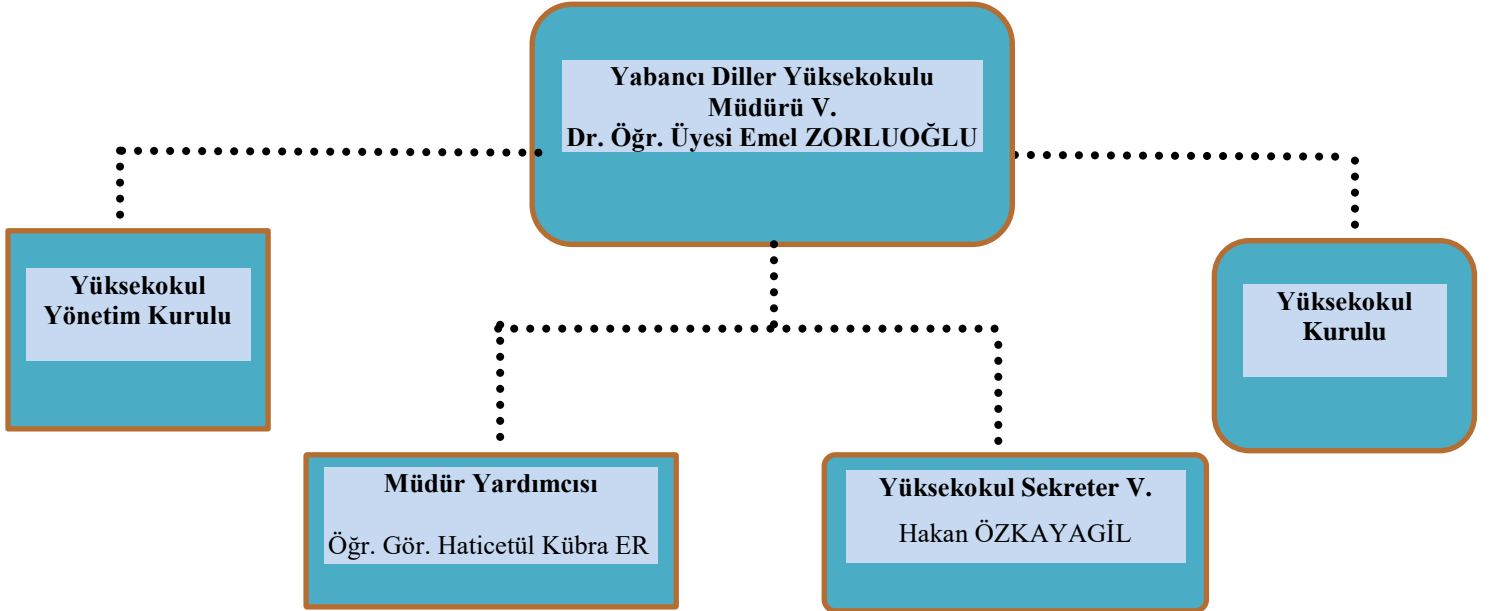 Yabancı Diller Yüksekokulu
Müdürü V.
Dr. Öğr. Üyesi Emel ZORLUOĞLU
Yüksekokul
Yönetim Kurulu
Yüksekokul
Kurulu
Müdür Yardımcısı
Öğr. Gör. Haticetül Kübra ER
Yüksekokul Sekreter V.
Hakan ÖZKAYAGİL